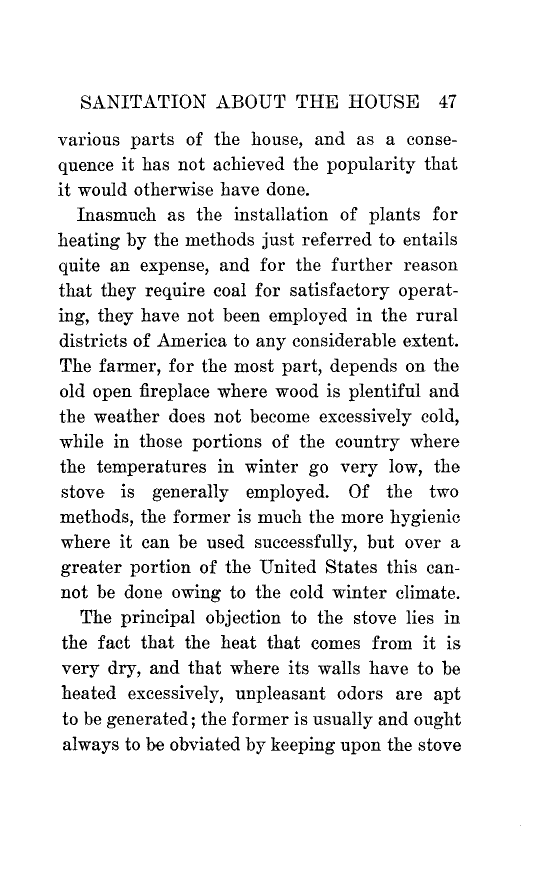 SANITATION ABOUT THE HOUSE 47
various parts of the house, and as a conse-
quence it has not achieved the popularity that
it would otherwise have done.
Inasmuch as the installation of plants for
heating by the methods just referred to entails
quite an expense, and for the further reason
that they require coal for satisfactory operat-
ing, they have not been employed in the rural
districts of America to any considerable extent.
The farmer, for the most part, depends on the
old open fireplace where wood is plentiful and
the weather does not become excessively cold,
while in those portions of the country where
the temperatures in winter go very low, the
stove is generally employed. Of the two
methods, the former is much the more hygienic
where it can be used successfully, but over a
greater portion of the United States this can-
not be done owing to the cold winter climate.
The principal objection to the stove lies in
the fact that the heat that comes from it is
very dry, and that where its walls have to be
heated excessively, unpleasant odors are apt
to be generated; the former is usually and ought
always to be obviated by keeping upon the stove